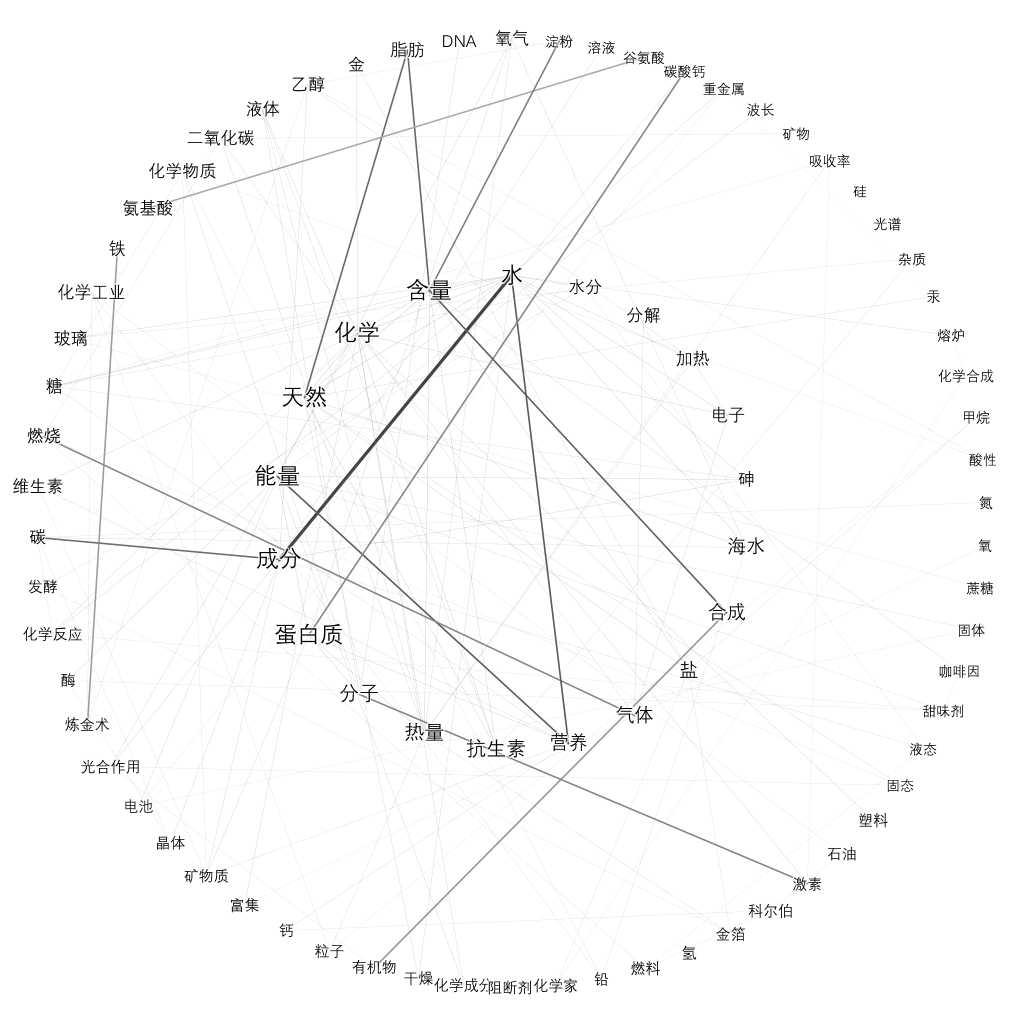 DNA
氧气
淀粉
脂肪
溶液
谷氨酸
金
碳酸钙
乙醇
重金属
液体
波长
二氧化碳
矿物
化学物质
吸收率
硅
氨基酸
光谱
铁
杂质
水
水分
含量
化学工业
汞
分解
化学
熔炉
玻璃
加热
化学合成
糖
天然
电子
甲烷
燃烧
酸性
能量
砷
维生素
氮
碳
海水
氧
成分
发酵
蔗糖
合成
化学反应
蛋白质
固体
盐
咖啡因
酶
分子
甜味剂
气体
炼金术
热量
营养
抗生素
液态
光合作用
固态
电池
塑料
晶体
石油
矿物质
激素
富集
科尔伯
钙
金箔
粒子
氢
有机物
燃料
干燥
铅
化学成分
阻断剂
化学家